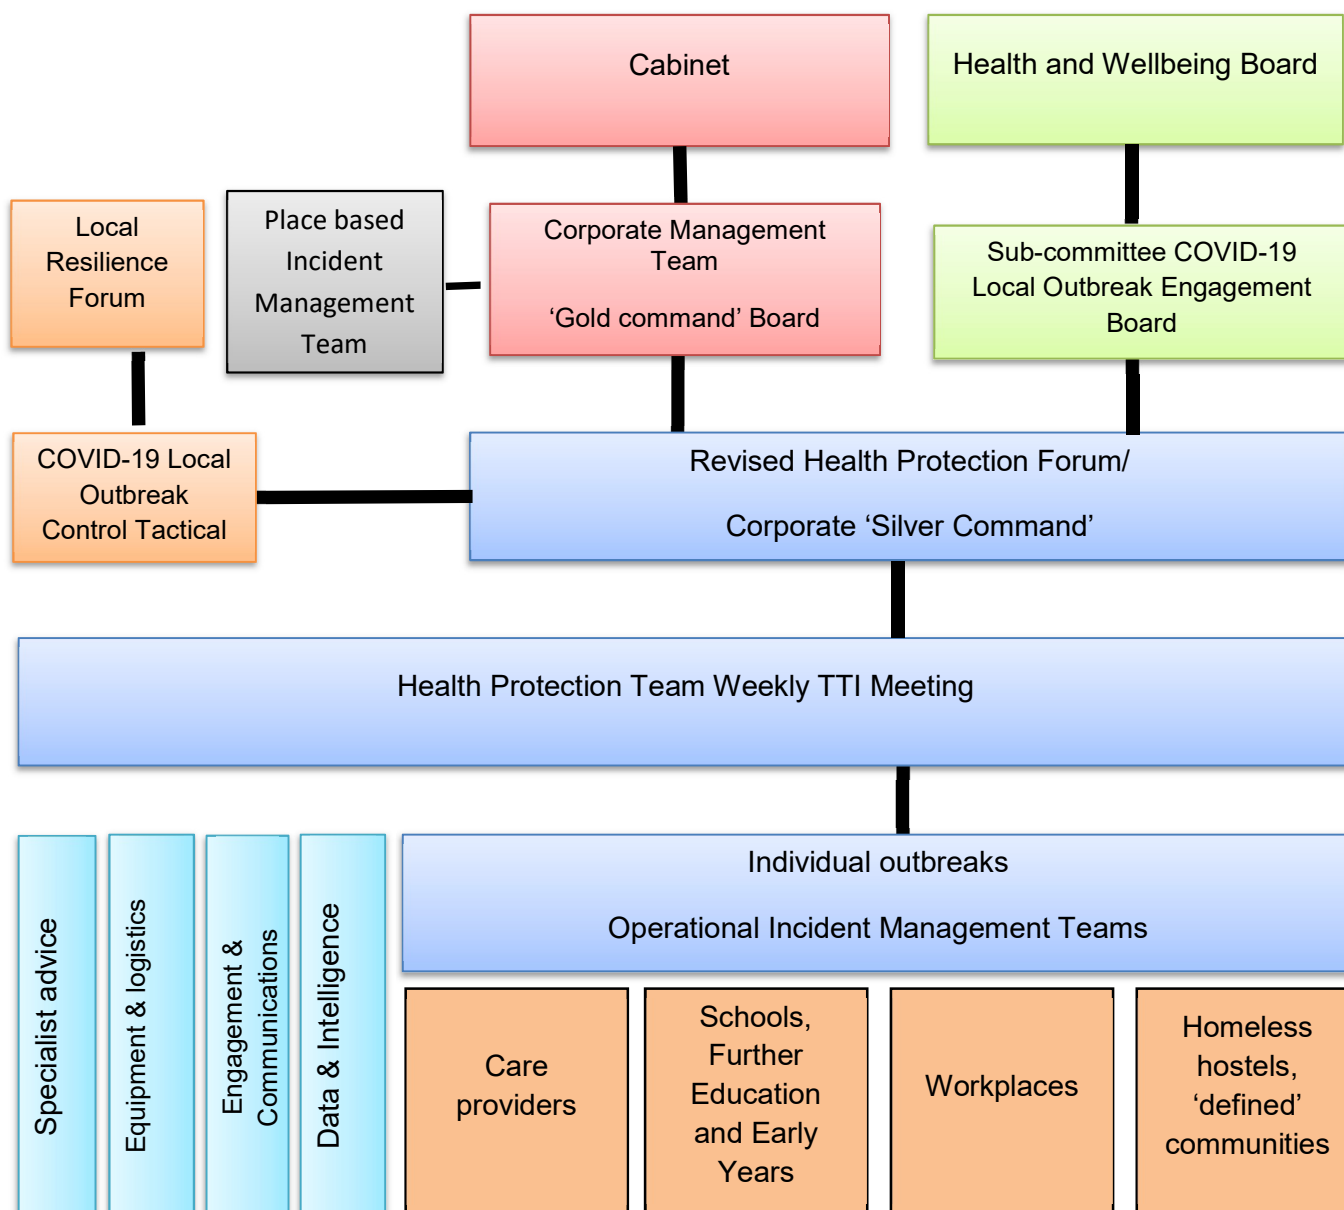 Cabinet
Health and Wellbeing Board
Local
Resilience
Forum
Place based
Incident
Management
Team
Corporate Management
Team
‘Gold command’ Board
Sub-committee COVID-19
Local Outbreak Engagement
Board
COVID-19 Local
Outbreak
Control Tactical
Revised Health Protection Forum/
Corporate ‘Silver Command’
Health Protection Team Weekly TTI Meeting
Specialist advice
Equipment & logistics
Engagement &
Communications
Data & Intelligence
Individual outbreaks
Operational Incident Management Teams
Care
providers
Schools,
Further
Education
and Early
Years
Workplaces
Homeless
hostels,
‘defined’
communities